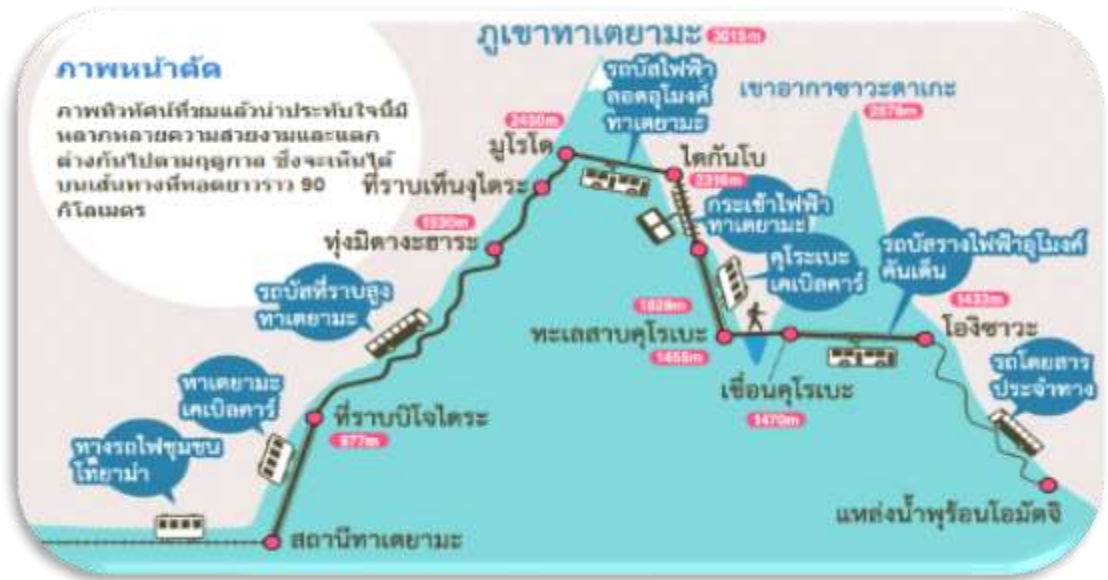 ภาพหน้าตัด
ภาพทิวทัศน์ที่ชมแล้วน่าประทับใจนี้มี
หลากหลายความสวยงามและแตก
ต่างกันไปตามฤดูกาล ซึ่งจะเห็นได้
บนเส้นทางที่ทอดยาวราว 90
กิโลเมตร
ภูเขาทาเตยามะ 3015m
รถบัสไฟฟ้า
ลอดอุโมงค์
ทาเตยามะ
เขาอากาซาวะดาเกะ
2678m
2450m
มูโรโด
ไดกันโบ
2316m
ที่ราบเท็นงุไดระ
กระเช้าไฟฟ้า
ทาเตยามะ
1930m
ทุ่งมิดางะฮาระ
คุโระเบะ
เคเบิลคาร์
รถบัสรางไฟฟ้าอุโมงค์
คันเด็น
รถบัสที่ราบสูง
ทาเตยามะ
1828m
1433m
ทะเลสาบคุโรเบะ
1455m
โอกิซาวะ
รถโดยสาร
ประจำทาง
ทาเตยามะ
เคเบิลคาร์
เขื่อนคุโรเบะ
1470m
ที่ราบบิโจไดระ
977m
ทางรถไฟชุมชน
โทยาม่า
แหล่งน้ำพุร้อนโอมัตจิ
สถานีทาเตยามะ